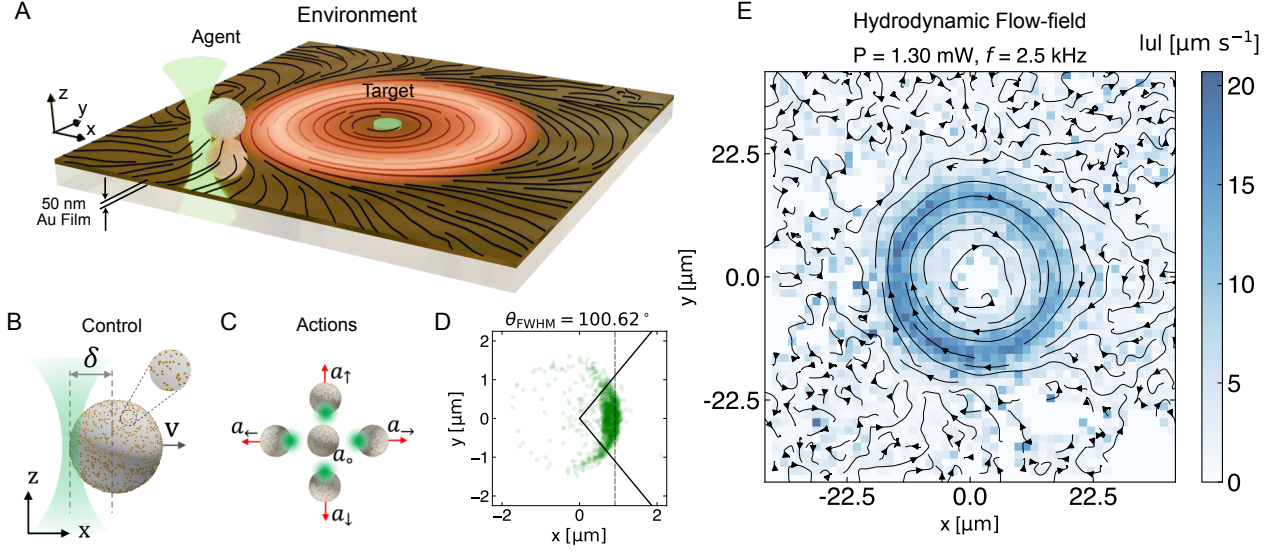 A
Environment
Agent
Target
z
y
x
50 nm
Au Film
B
Control
δ
v
z
x
C
Actions
a↑
a←
a→
a∘
a↓
D
θFWHM = 100.62°
2
1
0
-1
-2
y [μm]
-2
0
2
x [μm]
E
Hydrodynamic Flow-field
P = 1.30 mW, f = 2.5 kHz
|u| [μm s⁻¹]
22.5
0.0
-22.5
y [μm]
-22.5
0.0
22.5
x [μm]
20
15
10
5
0